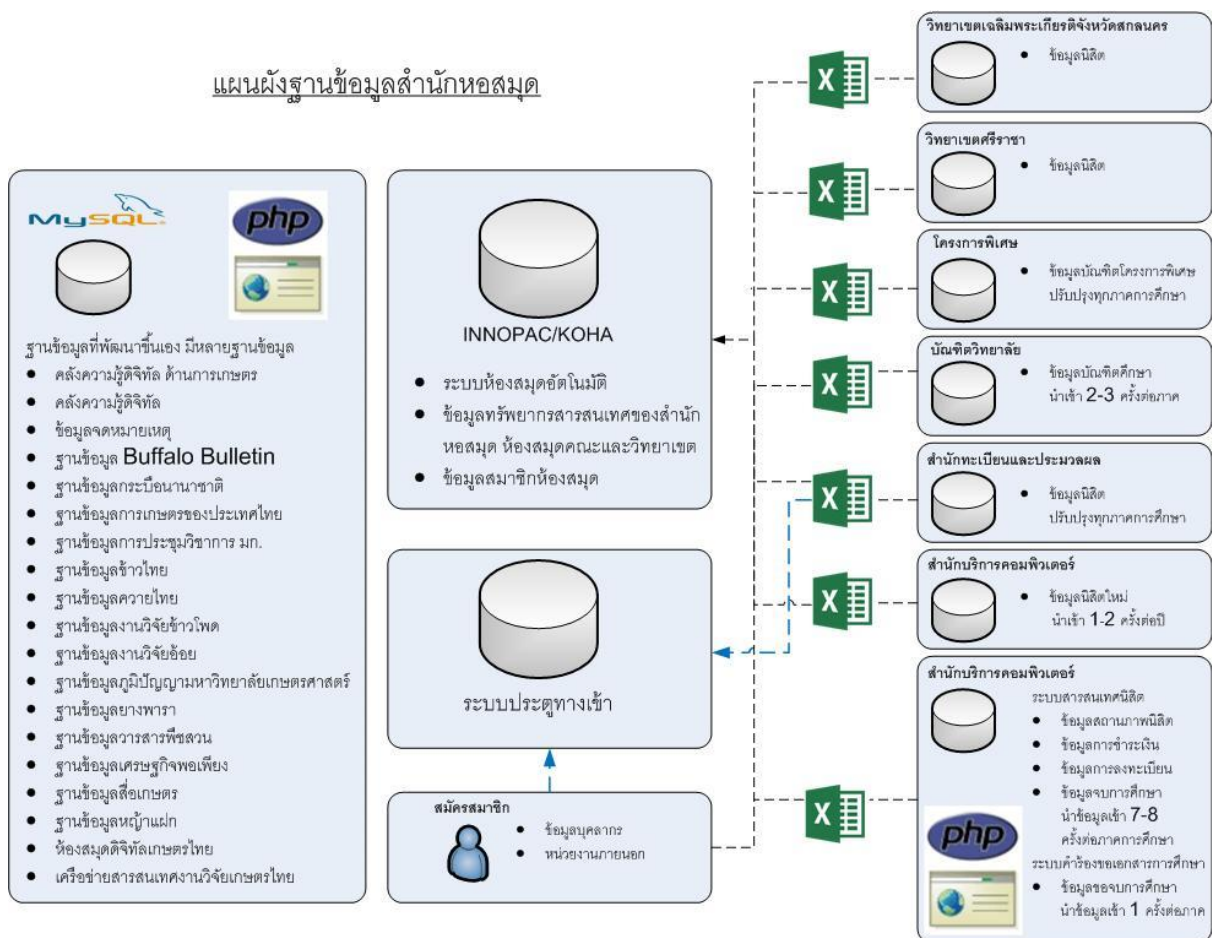 แผนผังฐานข้อมูลสำนักหอสมุด
MySQL
php
ฐานข้อมูลที่พัฒนาขึ้นเอง มีหลายฐานข้อมูล
● คลังความรู้ดิจิทัล ด้านการเกษตร
● คลังความรู้ดิจิทัล
● ข้อมูลจดหมายเหตุ
● ฐานข้อมูล Buffalo Bulletin
● ฐานข้อมูลกระบือนานาชาติ
● ฐานข้อมูลการเกษตรของประเทศไทย
● ฐานข้อมูลการประชุมวิชาการ มก.
● ฐานข้อมูลข้าวไทย
● ฐานข้อมูลควายไทย
● ฐานข้อมูลงานวิจัยข้าวโพด
● ฐานข้อมูลงานวิจัยอ้อย
● ฐานข้อมูลภูมิปัญญามหาวิทยาลัยเกษตรศาสตร์
● ฐานข้อมูลยางพารา
● ฐานข้อมูลวารสารพืชสวน
● ฐานข้อมูลเศรษฐกิจพอเพียง
● ฐานข้อมูลสื่อเกษตร
● ฐานข้อมูลหญ้าแฝก
● ห้องสมุดดิจิทัลเกษตรไทย
● เครือข่ายสารสนเทศงานวิจัยเกษตรไทย
INNOPAC/KOHA
● ระบบห้องสมุดอัตโนมัติ
● ข้อมูลทรัพยากรสารสนเทศของสำนัก
หอสมุด ห้องสมุดคณะและวิทยาเขต
● ข้อมูลสมาชิกห้องสมุด
ระบบประตูทางเข้า
สมัครสมาชิก
● ข้อมูลบุคลากร
● หน่วยงานภายนอก
X
วิทยาเขตเฉลิมพระเกียรติจังหวัดสกลนคร
● ข้อมูลนิสิต
X
วิทยาเขตศรีราชา
● ข้อมูลนิสิต
X
โครงการพิเศษ
● ข้อมูลบัณฑิตโครงการพิเศษ
ปรับปรุงทุกภาคการศึกษา
X
บัณฑิตวิทยาลัย
● ข้อมูลบัณฑิตศึกษา
นำเข้า 2-3 ครั้งต่อภาค
X
สำนักทะเบียนและประมวลผล
● ข้อมูลนิสิต
ปรับปรุงทุกภาคการศึกษา
X
สำนักบริการคอมพิวเตอร์
● ข้อมูลนิสิตใหม่
นำเข้า 1-2 ครั้งต่อปี
X
สำนักบริการคอมพิวเตอร์
ระบบสารสนเทศนิสิต
● ข้อมูลสถานภาพนิสิต
● ข้อมูลการชำระเงิน
● ข้อมูลการลงทะเบียน
● ข้อมูลจบการศึกษา
นำข้อมูลเข้า 7-8
ครั้งต่อภาคการศึกษา
php
ระบบคำร้องขอเอกสารการศึกษา
● ข้อมูลขอจบการศึกษา
นำข้อมูลเข้า 1 ครั้งต่อภาค